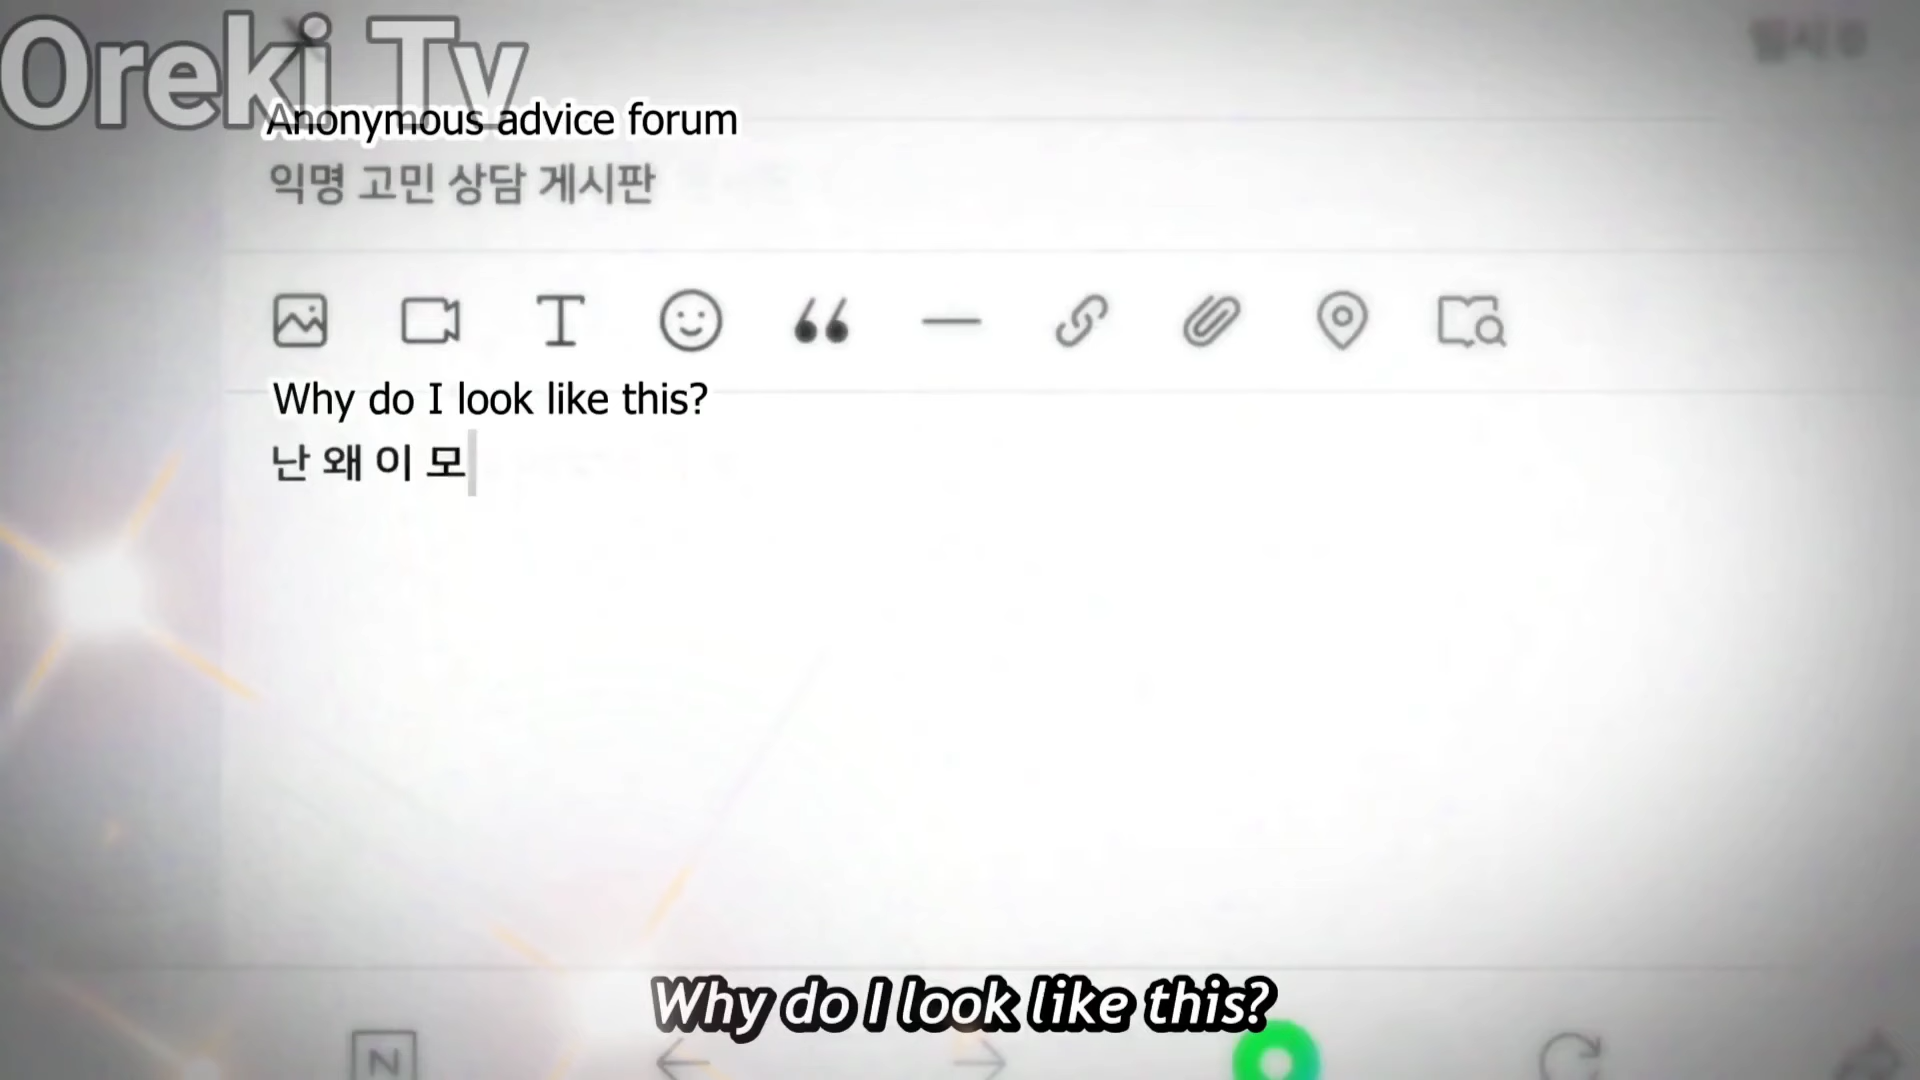 Oreki Tv
Anonymous advice forum
익명 고민 상담 게시판
Why do I look like this?
난 왜 이 모
Why do I look like this?
N